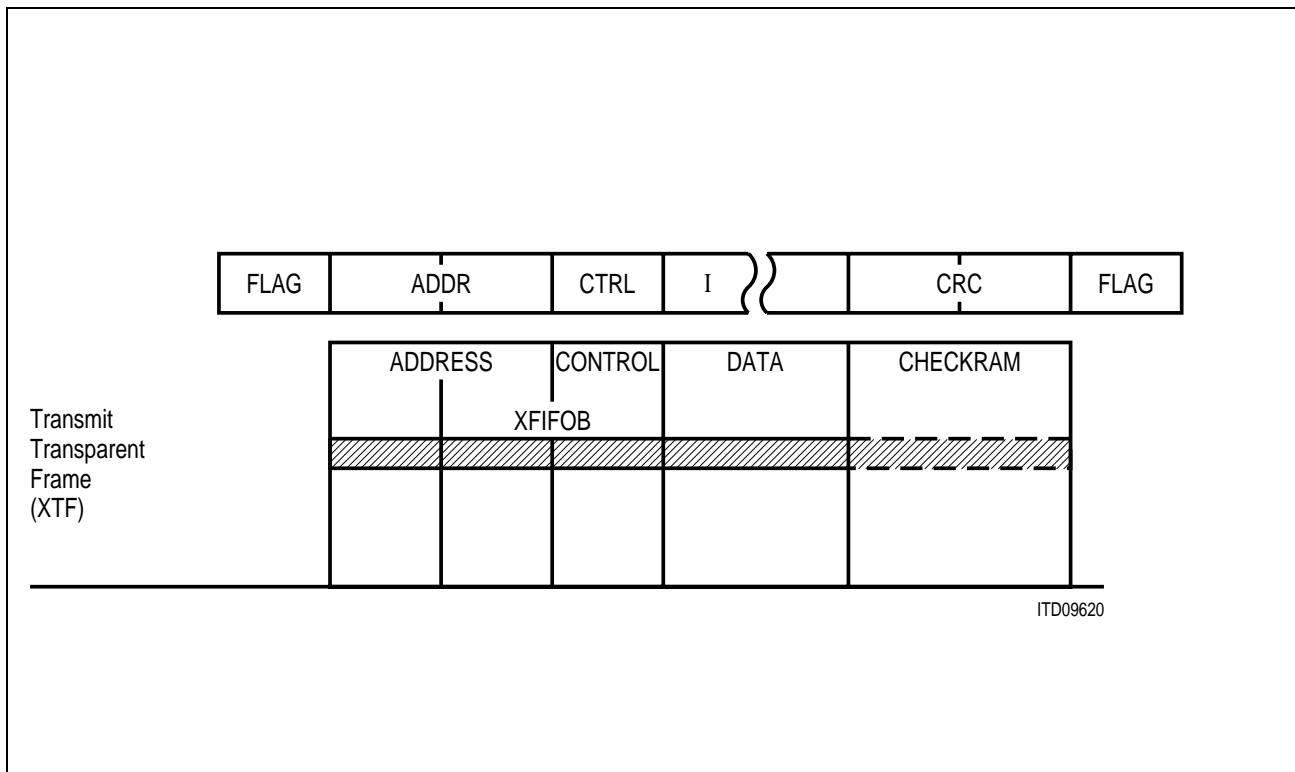 FLAG ADDR CTRL I CRC FLAG
ADDRESS CONTROL DATA CHECKRAM
XFIFOB
Transmit
Transparent
Frame
(XTF)
ITD09620